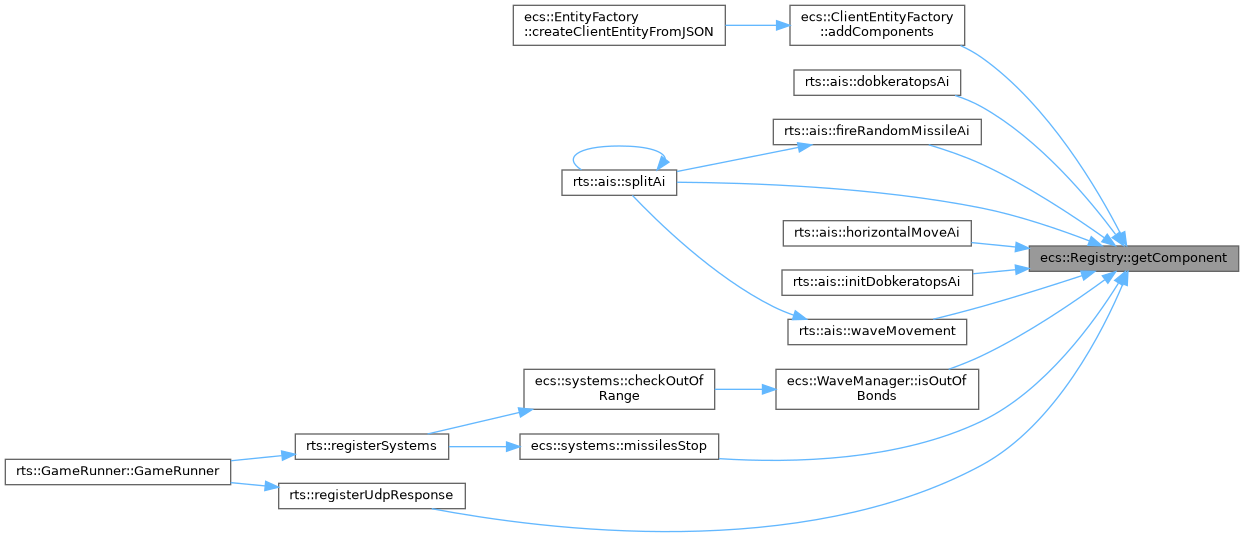 ecs::EntityFactory
::createClientEntityFromJSON
ecs::ClientEntityFactory
::addComponents
rts::ais::dobkeratopsAi
rts::ais::fireRandomMissileAi
rts::ais::splitAi
rts::ais::horizontalMoveAi
ecs::Registry::getComponent
rts::ais::initDobkeratopsAi
rts::ais::waveMovement
ecs::systems::checkOutOf
Range
ecs::WaveManager::isOutOf
Bonds
rts::registerSystems
ecs::systems::missilesStop
rts::GameRunner::GameRunner
rts::registerUdpResponse